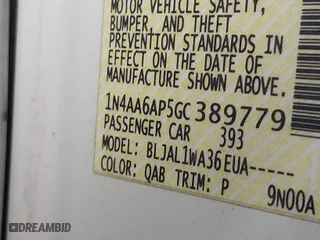 MOTOR VEHICLE SAFETY,
BUMPER, AND THEFT
PREVENTION STANDARDS IN
EFFECT ON THE DATE OF
MANUFACTURE SHOWN ABOVE.
1N4AA6AP5GC389779
PASSENGER CAR 393
MODEL: BLJAL1WA36EUA-----
COLOR: QAB TRIM: P 9N00A
DREAMBID